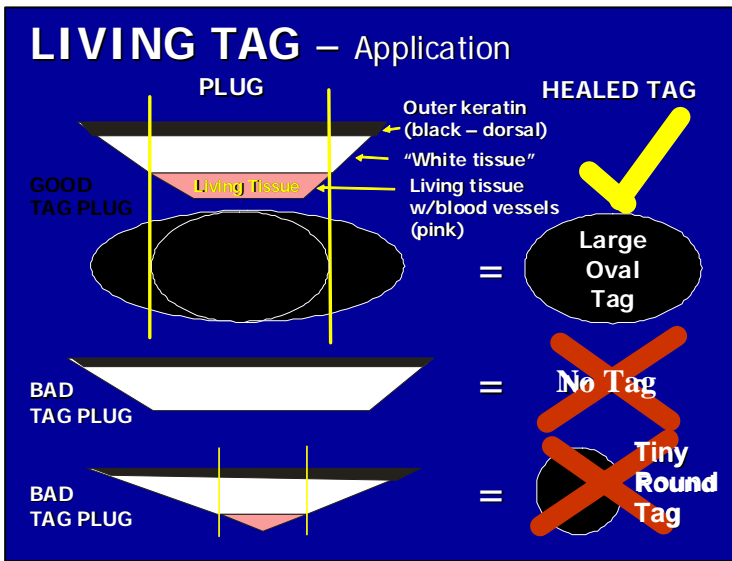 LIVING TAG – Application
PLUG
HEALED TAG
Outer keratin
(black – dorsal)
"White tissue"
Living tissue
w/blood vessels
(pink)
Living Tissue
GOOD
TAG PLUG
=
Large
Oval
Tag
BAD
TAG PLUG
=
No Tag
BAD
TAG PLUG
=
Tiny
Round
Tag